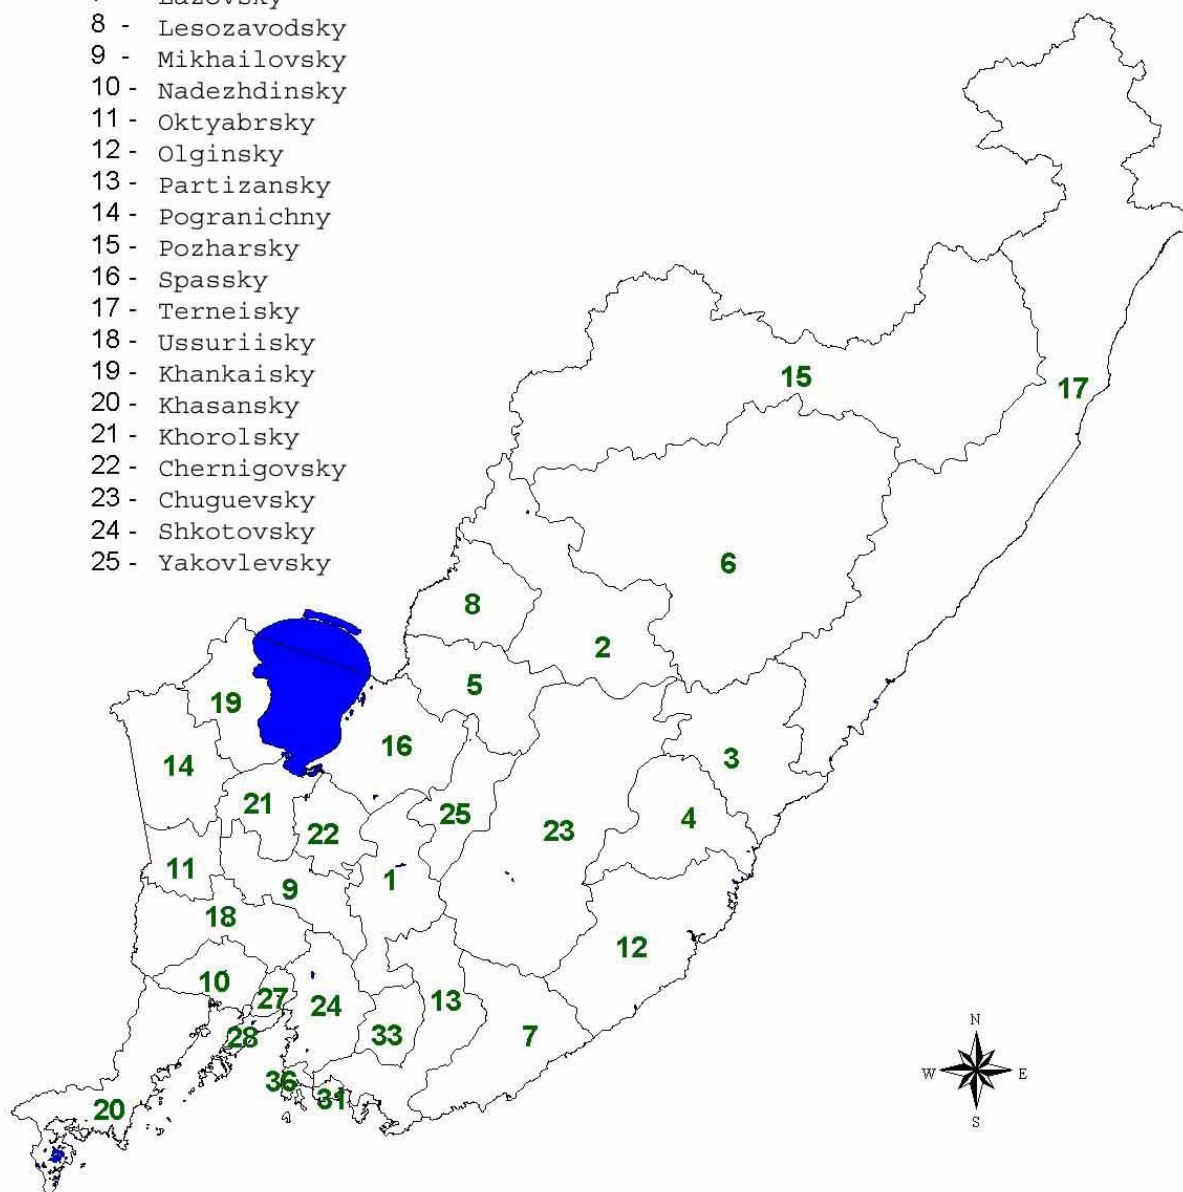 8 - Lesozavodsky
9 - Mikhailovsky
10 - Nadezhdinsky
11 - Oktyabrsky
12 - Olginsky
13 - Partizansky
14 - Pogranichny
15 - Pozharsky
16 - Spassky
17 - Terneisky
18 - Ussuriisky
19 - Khankaisky
20 - Khasansky
21 - Khorolsky
22 - Chernigovsky
23 - Chuguevsky
24 - Shkotovsky
25 - Yakovlevsky
15
17
6
8
2
5
19
16
3
14
21
25
4
22
23
11
1
9
18
12
10
27
13
24
33
7
28
36
31
20
N
W E
S